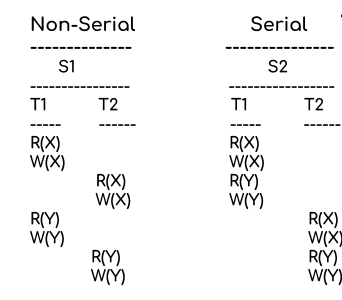 Non-Serial Serial
-------------- ---------------
S1 S2
----------------- ------------------
T1 T2 T1 T2
----- ------ ----- ------
R(X) R(X)
W(X) W(X)
R(X) R(Y)
W(X) W(Y)
R(Y) R(X)
W(Y) W(X)
R(Y) R(Y)
W(Y) W(Y)